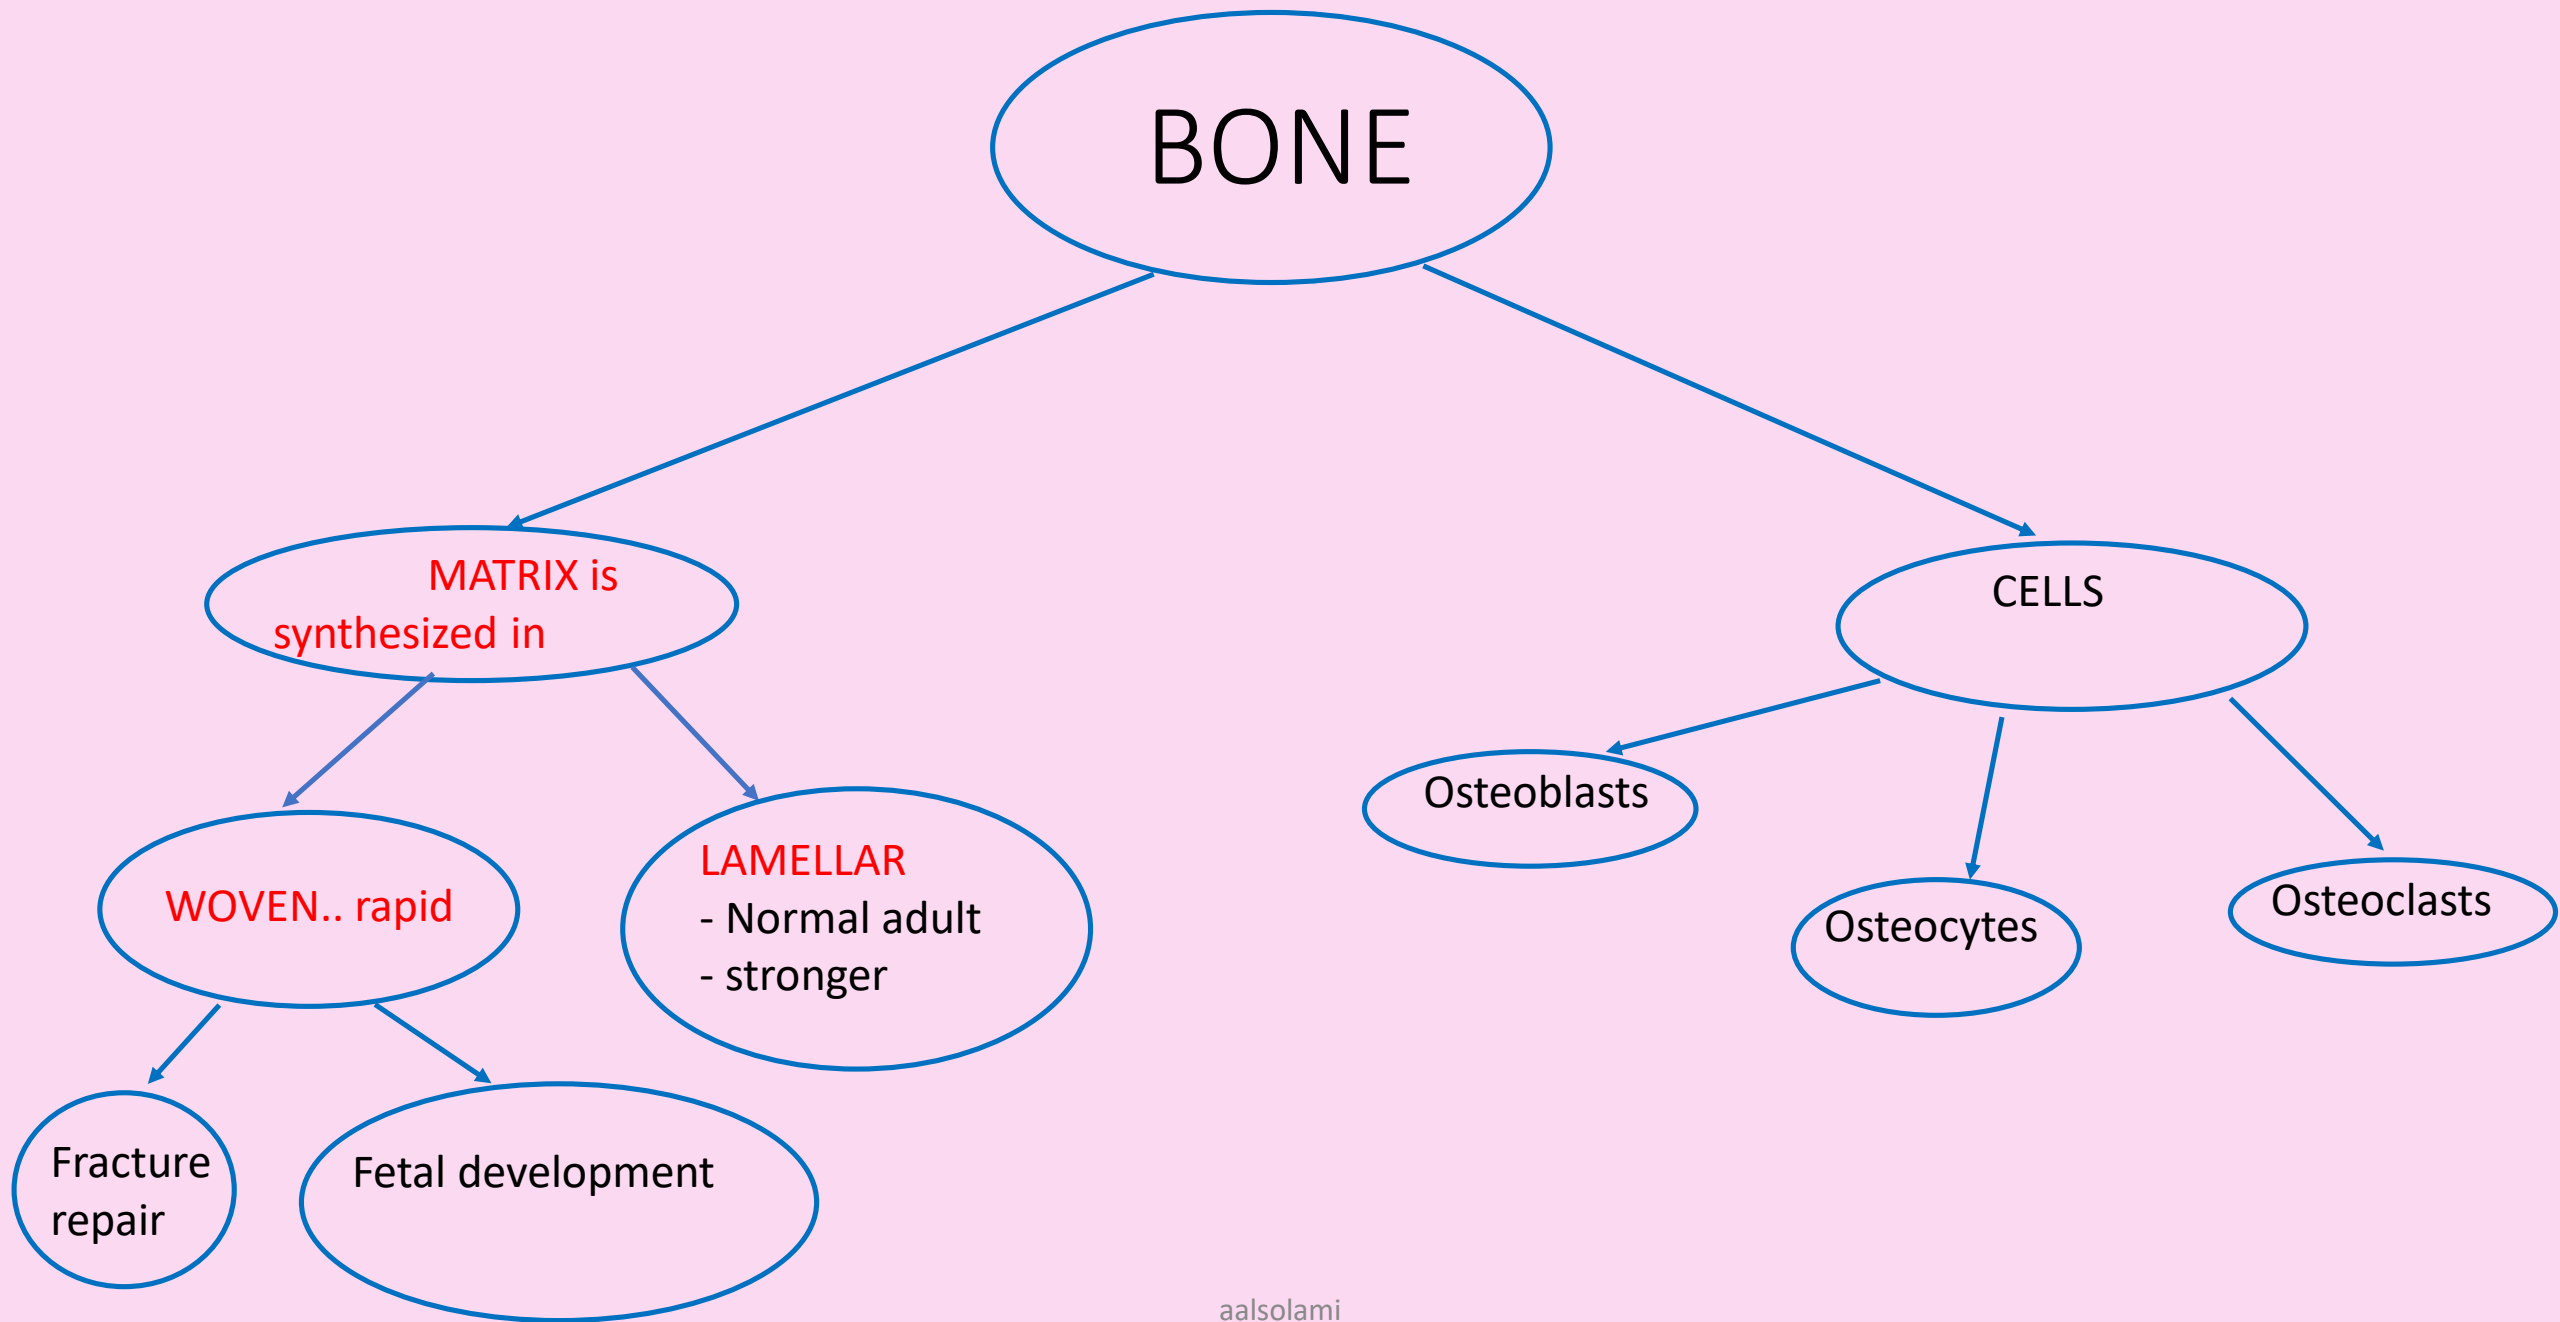 BONE
MATRIX is
synthesized in
CELLS
WOVEN.. rapid
LAMELLAR
- Normal adult
- stronger
Osteoblasts
Osteocytes
Osteoclasts
Fracture
repair
Fetal development
aalsolami